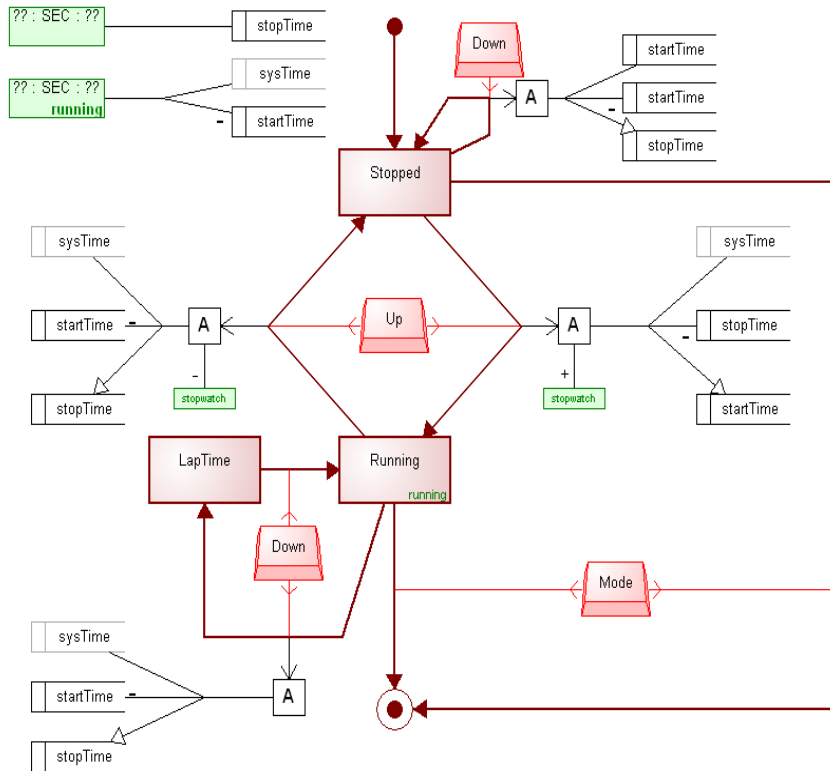 ?? : SEC : ??
stopTime
?? : SEC : ??
running
sysTime
-
startTime
Down
A
startTime
startTime
-
stopTime
Stopped
sysTime
startTime
-
stopTime
A
-
stopwatch
Up
A
+
stopwatch
sysTime
stopTime
-
startTime
LapTime
Running
running
Down
Mode
sysTime
startTime
-
stopTime
A